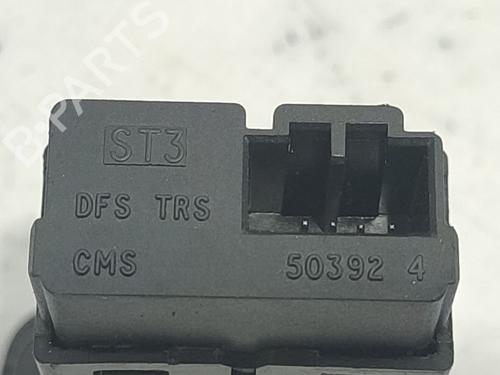 B-PARTS
ST3
DFS TRS
CMS 50392 4